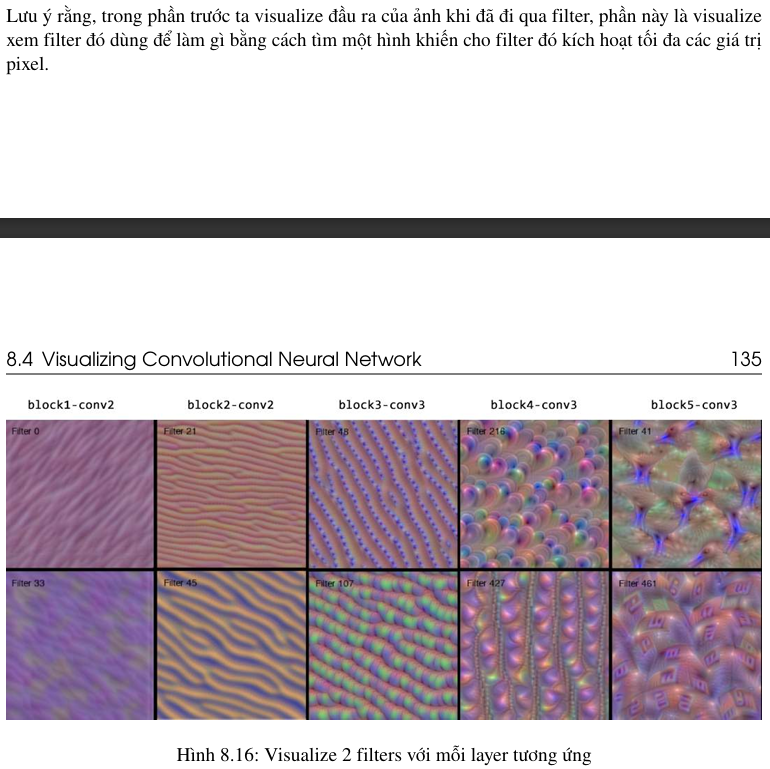 Lưu ý rằng, trong phần trước ta visualize đầu ra của ảnh khi đã đi qua filter, phần này là visualize
xem filter đó dùng để làm gì bằng cách tìm một hình khiến cho filter đó kích hoạt tối đa các giá trị
pixel.
8.4 Visualizing Convolutional Neural Network 135
block1-conv2 block2-conv2 block3-conv3 block4-conv3 block5-conv3
Filter 0 Filter 21 Filter 48 Filter 216 Filter 41
Filter 33 Filter 45 Filter 107 Filter 427 Filter 461
Hình 8.16: Visualize 2 filters với mỗi layer tương ứng